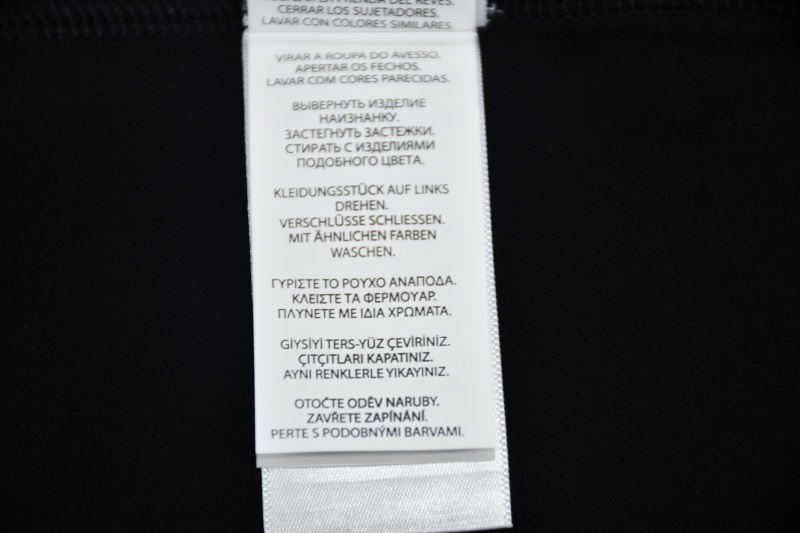 CERRAR LOS SUJETADORES.
LAVAR CON COLORES SIMILARES.
VIRAR A ROUPA DO AVESSO.
APERTAR OS FECHOS.
LAVAR COM CORES PARECIDAS.
ВЫВЕРНУТЬ ИЗДЕЛИЕ
НАИЗНАНКУ.
ЗАСТЕГНУТЬ ЗАСТЕЖКИ.
СТИРАТЬ С ИЗДЕЛИЯМИ
ПОДОБНОГО ЦВЕТА.
KLEIDUNGSSTÜCK AUF LINKS
DREHEN.
VERSCHLÜSSE SCHLIESSEN.
MIT ÄHNLICHEN FARBEN
WASCHEN.
ΓΥΡΙΣΤΕ ΤΟ ΡΟΥΧΟ ΑΝΑΠΟΔΑ.
ΚΛΕΙΣΤΕ ΤΑ ΦΕΡΜΟΥΑΡ.
ΠΛΥΝΕΤΕ ΜΕ ΙΔΙΑ ΧΡΩΜΑΤΑ.
GİYSİYİ TERS-YÜZ ÇEVİRİNİZ.
ÇITÇITLARI KAPATINIZ.
AYNI RENKLERLE YIKAYINIZ.
OTOČTE ODĚV NARUBY.
ZAVŘETE ZAPÍNÁNÍ.
PERTE S PODOBNÝMI BARVAMI.